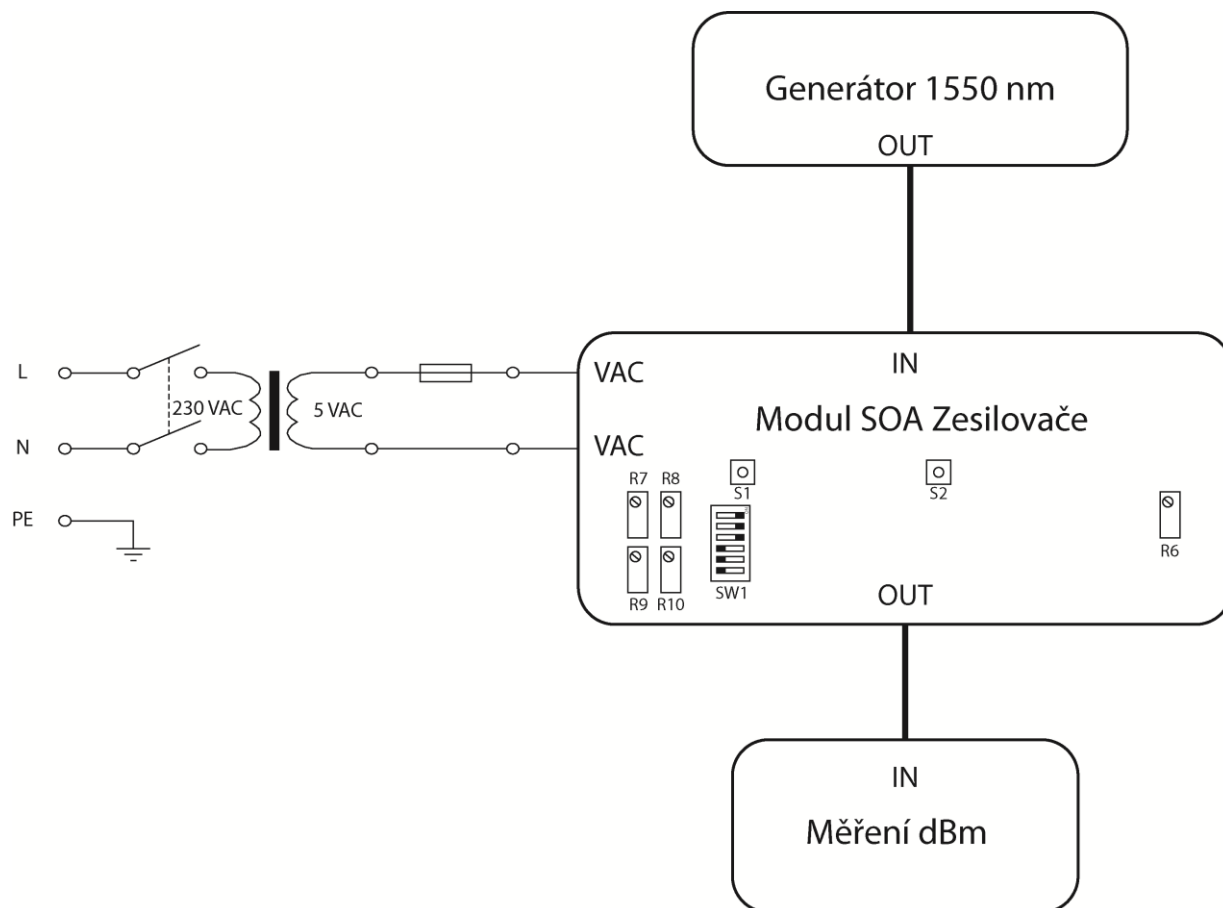 Generátor 1550 nm
OUT
L
230 VAC
5 VAC
VAC
IN
Modul SOA Zesilovače
N
VAC
R7
R8
S1
S2
PE
R6
R9
R10
SW1
OUT
IN
Měření dBm